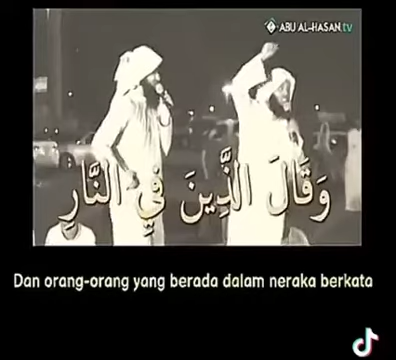 ABU AL-HASAN.tv
وَقَالَ الَّذِينَ فِي النَّارِ
Dan orang-orang yang berada dalam neraka berkata